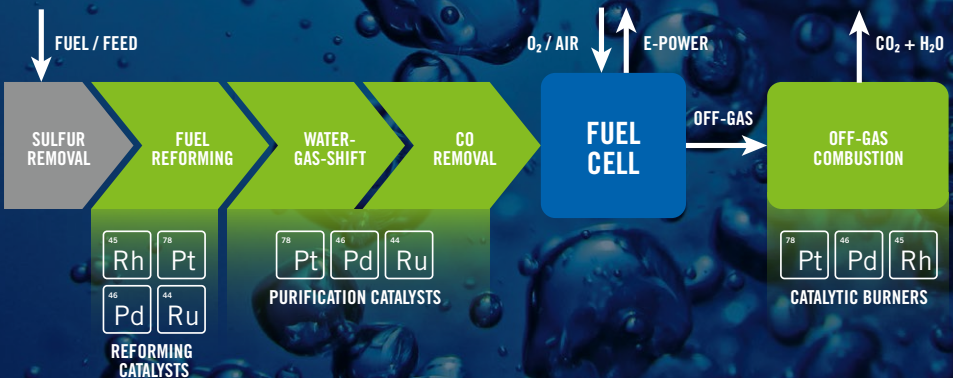 FUEL / FEED
O₂ / AIR
E-POWER
CO₂ + H₂O
SULFUR
REMOVAL
FUEL
REFORMING
WATER-
GAS-SHIFT
CO
REMOVAL
FUEL
CELL
OFF-GAS
OFF-GAS
COMBUSTION
45 Rh
78 Pt
46 Pd
44 Ru
REFORMING
CATALYSTS
78 Pt
46 Pd
44 Ru
PURIFICATION CATALYSTS
78 Pt
46 Pd
45 Rh
CATALYTIC BURNERS